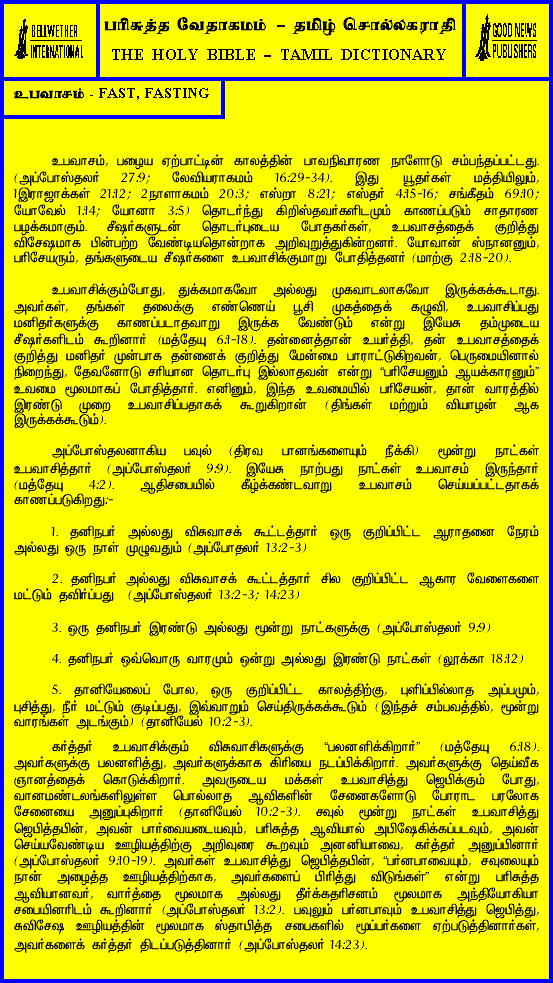 BELLWETHER
INTERNATIONAL
பரிசுத்த வேதாகமம் – தமிழ் சொல்லகராதி
THE HOLY BIBLE – TAMIL DICTIONARY
GOOD NEWS
PUBLISHERS
உபவாசம் - FAST, FASTING
உபவாசம், பழைய ஏற்பாட்டின் காலத்தின் பாவநிவாரண நாளோடு சம்பந்தப்பட்டது.
(அப்போஸ்தலர் 27:9; லேவியராகமம் 16:29-34). இது யூதர்கள் மத்தியிலும்,
1இராஜாக்கள் 21:12; 2நாளாகமம் 20:3; எஸ்றா 8:21; எஸ்தர் 4:15-16; சங்கீதம் 69:10;
யோவேல் 1:14; யோனா 3:5) தொடர்ந்து கிறிஸ்தவர்களிடமும் காணப்படும் சாதாரண
பழக்கமாகும். சீஷர்களுடன் தொடர்புடைய போதகர்கள், உபவாசத்தைக் குறித்து
விசேஷமாக பின்பற்ற வேண்டியதொன்றாக அறிவுறுத்துகின்றனர். யோவான் ஸ்நானனும்,
பரிசேயரும், தங்களுடைய சீஷர்களை உபவாசிக்குமாறு போதித்தனர் (மாற்கு 2:18-20).
உபவாசிக்கும்போது, துக்கமாகவோ அல்லது முகவாடலாகவோ இருக்கக்கூடாது.
அவர்கள், தங்கள் தலைக்கு எண்ணெய் பூசி முகத்தைக் கழுவி, உபவாசிப்பது
மனிதர்களுக்கு காணப்படாதவாறு இருக்க வேண்டும் என்று இயேசு தம்முடைய
சீஷர்களிடம் கூறினார் (மத்தேயு 6:1-18). தன்னைத்தான் உயர்த்தி, தன் உபவாசத்தைக்
குறித்து மனிதர் முன்பாக தன்னைக் குறித்து மேன்மை பாராட்டுகிறவன், பெருமையினால்
நிறைந்து, தேவனோடு சரியான தொடர்பு இல்லாதவன் என்று “பரிசேயனும் ஆயக்காரனும்”
உவமை மூலமாகப் போதித்தார். எனினும், இந்த உவமையில் பரிசேயன், தான் வாரத்தில்
இரண்டு முறை உபவாசிப்பதாகக் கூறுகிறான் (திங்கள் மற்றும் வியாழன் ஆக
இருக்கக்கூடும்).
அப்போஸ்தலனாகிய பவுல் (திரவ பானங்களையும் நீக்கி) மூன்று நாட்கள்
உபவாசித்தார் (அப்போஸ்தலர் 9:9). இயேசு நாற்பது நாட்கள் உபவாசம் இருந்தார்
(மத்தேயு 4:2). ஆதிசபையில் கீழ்க்கண்டவாறு உபவாசம் செய்யப்பட்டதாகக்
காணப்படுகிறது:-
1. தனிநபர் அல்லது விசுவாசக் கூட்டத்தார் ஒரு குறிப்பிட்ட ஆராதனை நேரம்
அல்லது ஒரு நாள் முழுவதும் (அப்போதலர் 13:2-3)
2. தனிநபர் அல்லது விசுவாசக் கூட்டத்தார் சில குறிப்பிட்ட ஆகார வேளைகளை
மட்டும் தவிர்ப்பது (அப்போஸ்தலர் 13:2-3; 14:23)
3. ஒரு தனிநபர் இரண்டு அல்லது மூன்று நாட்களுக்கு (அப்போஸ்தலர் 9:9)
4. தனிநபர் ஒவ்வொரு வாரமும் ஒன்று அல்லது இரண்டு நாட்கள் (லூக்கா 18:12)
5. தானியேலைப் போல, ஒரு குறிப்பிட்ட காலத்திற்கு, புளிப்பில்லாத அப்பமும்,
புசித்து, நீர் மட்டும் குடிப்பது, இவ்வாறும் செய்திருக்கக்கூடும் (இந்தச் சம்பவத்தில், மூன்று
வாரங்கள் அடங்கும்) (தானியேல் 10:2-3).
கர்த்தர் உபவாசிக்கும் விசுவாசிகளுக்கு “பலனளிக்கிறார்” (மத்தேயு 6:18).
அவர்களுக்கு பலனளித்து, அவர்களுக்காக கிரியை நடப்பிக்கிறார். அவர்களுக்கு தெய்வீக
ஞானத்தைக் கொடுக்கிறார். அவருடைய மக்கள் உபவாசித்து ஜெபிக்கும் போது,
வானமண்டலங்களிலுள்ள பொல்லாத ஆவிகளின் சேனைகளோடு போராட பரலோக
சேனையை அனுப்புகிறார் (தானியேல் 10:2-3). சவுல் மூன்று நாட்கள் உபவாசித்து
ஜெபித்தபின், அவன் பார்வையடையவும், பரிசுத்த ஆவியால் அபிஷேகிக்கப்படவும், அவன்
செய்யவேண்டிய ஊழியத்திற்கு அறிவுரை கூறவும் அனனியாவை, கர்த்தர் அனுப்பினார்
(அப்போஸ்தலர் 9:10-19). அவர்கள் உபவாசித்து ஜெபித்தபின், “பர்னபாவையும், சவுலையும்
நான் அழைத்த ஊழியத்திற்காக, அவர்களைப் பிரித்து விடுங்கள்” என்று பரிசுத்த
ஆவியானவர், வார்த்தை மூலமாக அல்லது தீர்க்கதரிசனம் மூலமாக அந்தியோகியா
சபையினரிடம் கூறினார் (அப்போஸ்தலர் 13:2). பவுலும் பர்னபாவும் உபவாசித்து ஜெபித்து,
சுவிசேஷ ஊழியத்தின் மூலமாக ஸ்தாபித்த சபைகளில் மூப்பர்களை ஏற்படுத்தினார்கள்,
அவர்களைக் கர்த்தர் திடப்படுத்தினார் (அப்போஸ்தலர் 14:23).